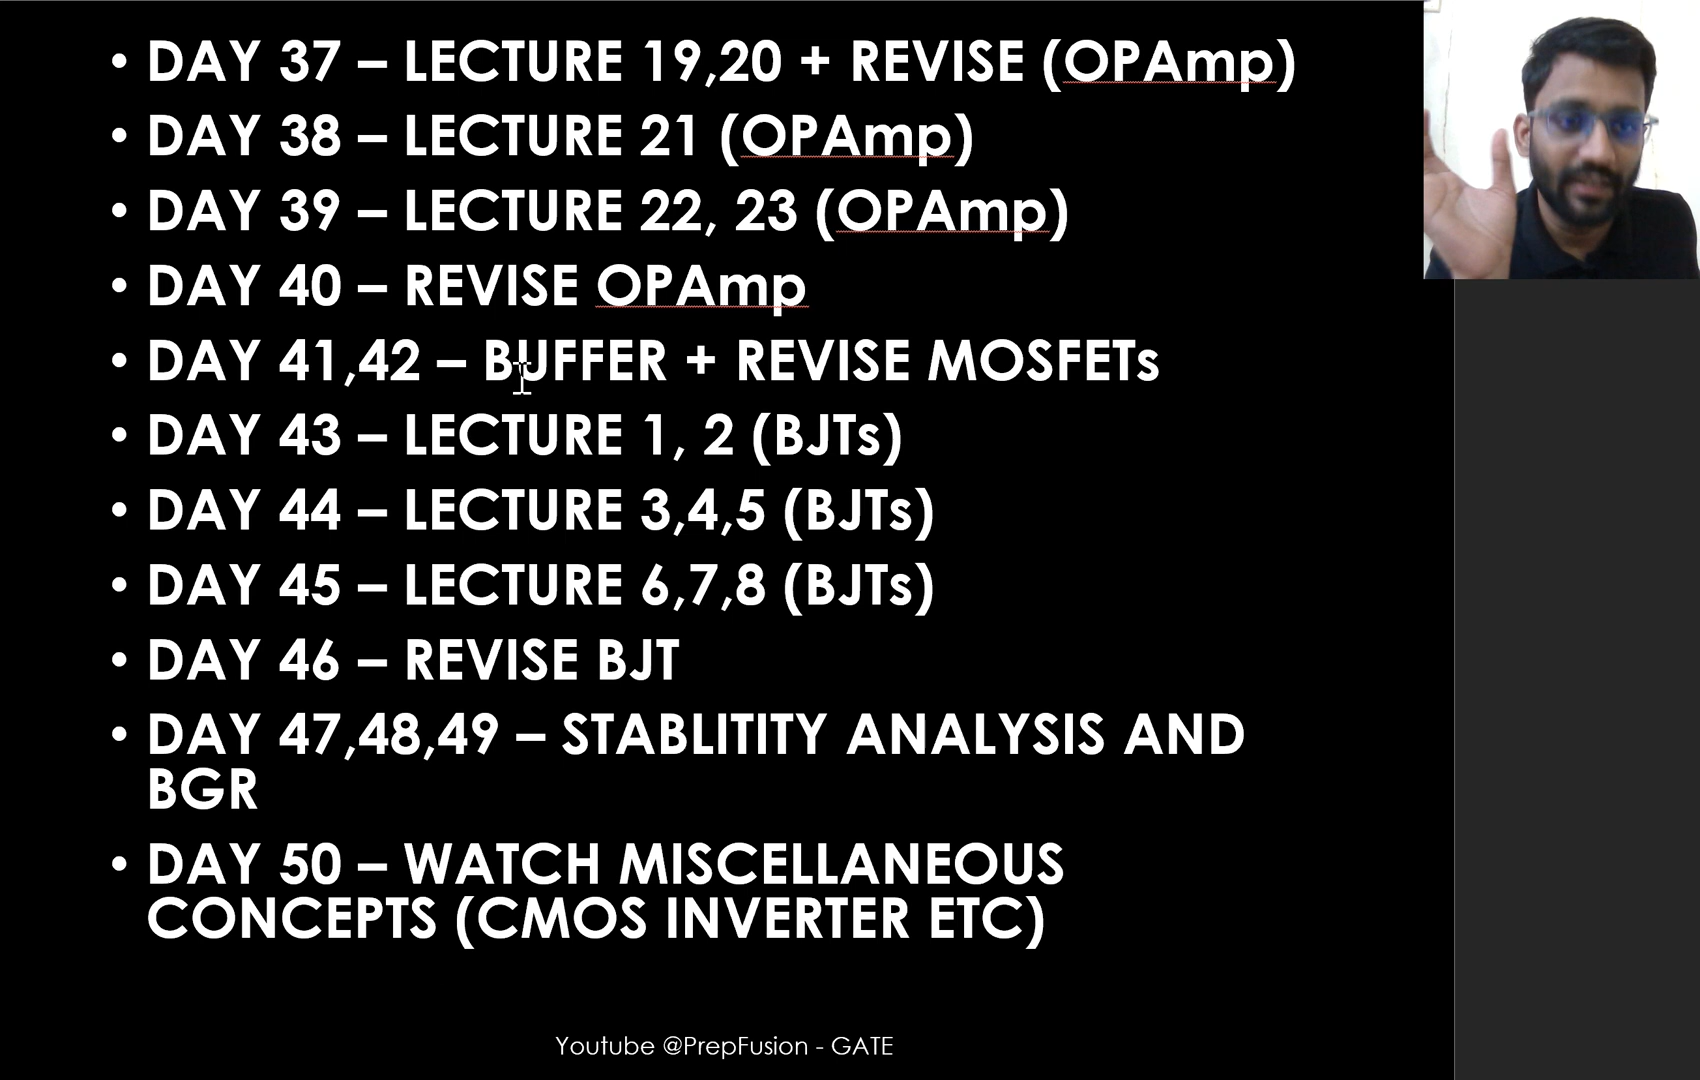 • DAY 37 – LECTURE 19,20 + REVISE (OPAmp)
• DAY 38 – LECTURE 21 (OPAmp)
• DAY 39 – LECTURE 22, 23 (OPAmp)
• DAY 40 – REVISE OPAmp
• DAY 41,42 – BUFFER + REVISE MOSFETs
• DAY 43 – LECTURE 1, 2 (BJTs)
• DAY 44 – LECTURE 3,4,5 (BJTs)
• DAY 45 – LECTURE 6,7,8 (BJTs)
• DAY 46 – REVISE BJT
• DAY 47,48,49 – STABLITITY ANALYSIS AND
BGR
• DAY 50 – WATCH MISCELLANEOUS
CONCEPTS (CMOS INVERTER ETC)
Youtube @PrepFusion - GATE